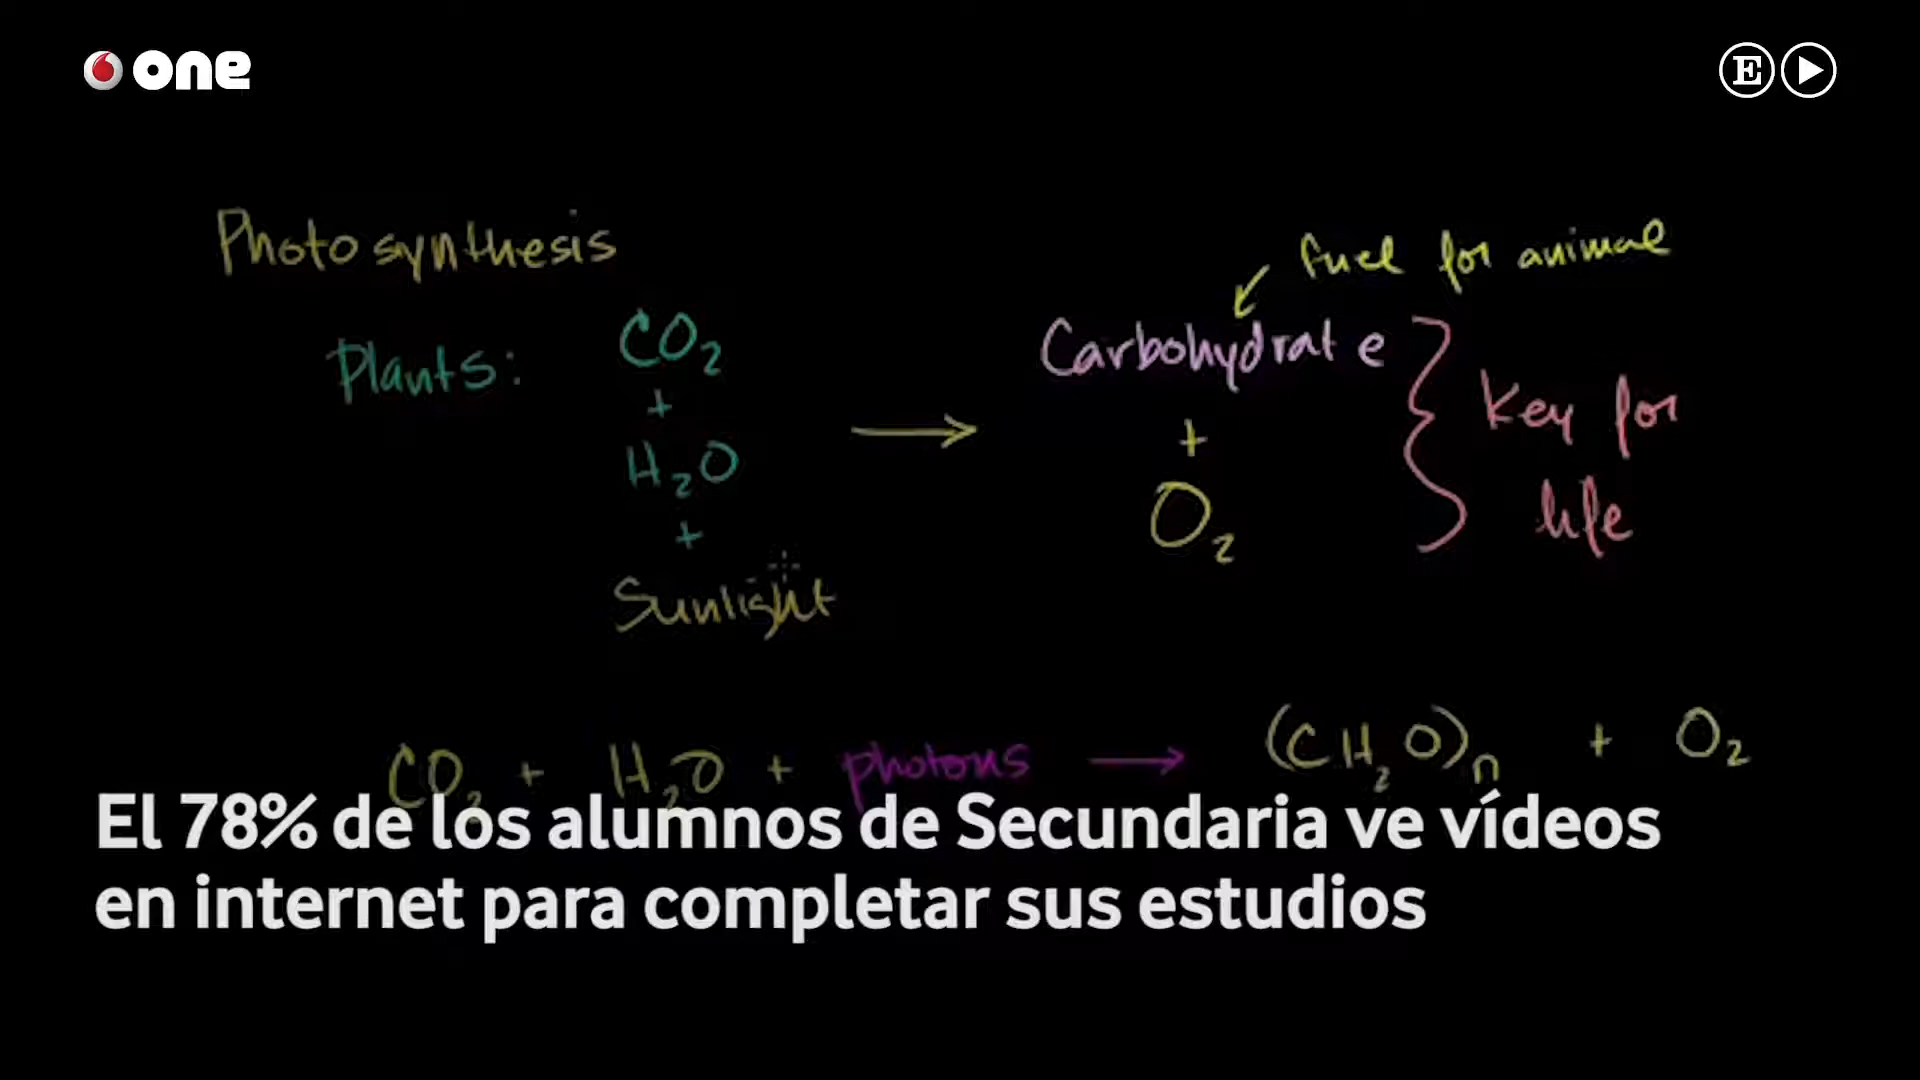 one
E
Photosynthesis
fuel for animal
Plants:
CO2
+
H2O
+
Sunlight
Carbohydrate
+
O2
Key for
life
CO2 + H2O + photons → (CH2O)n + O2
El 78% de los alumnos de Secundaria ve vídeos
en internet para completar sus estudios